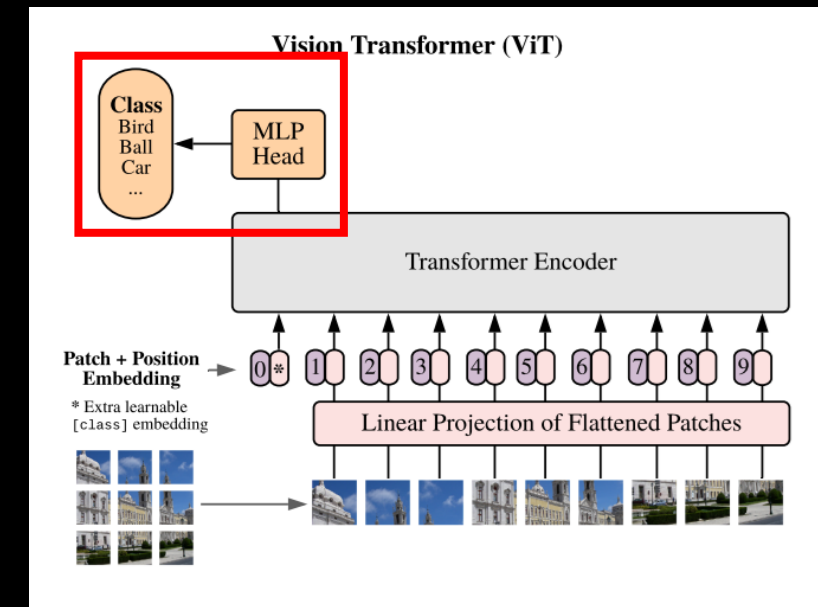 Vision Transformer (ViT)
Class
Bird
Ball
Car
...
MLP
Head
Transformer Encoder
Patch + Position
Embedding
0 * 1 2 3 4 5 6 7 8 9
* Extra learnable
[class] embedding
Linear Projection of Flattened Patches